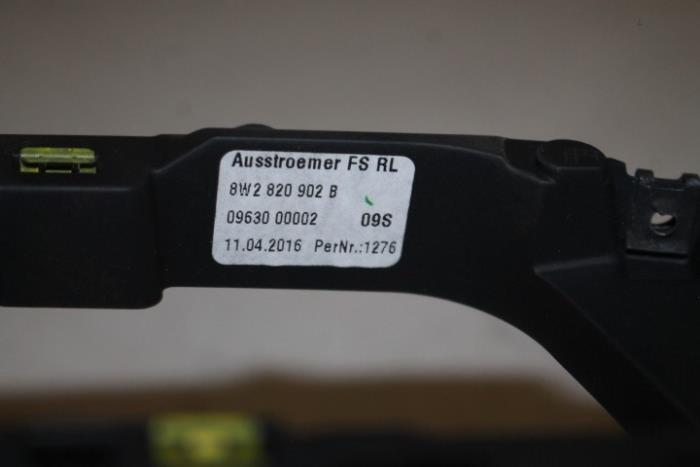 Ausstroemer FS RL
8W2 820 902 B
09630 00002 09S
11.04.2016 PerNr.:1276